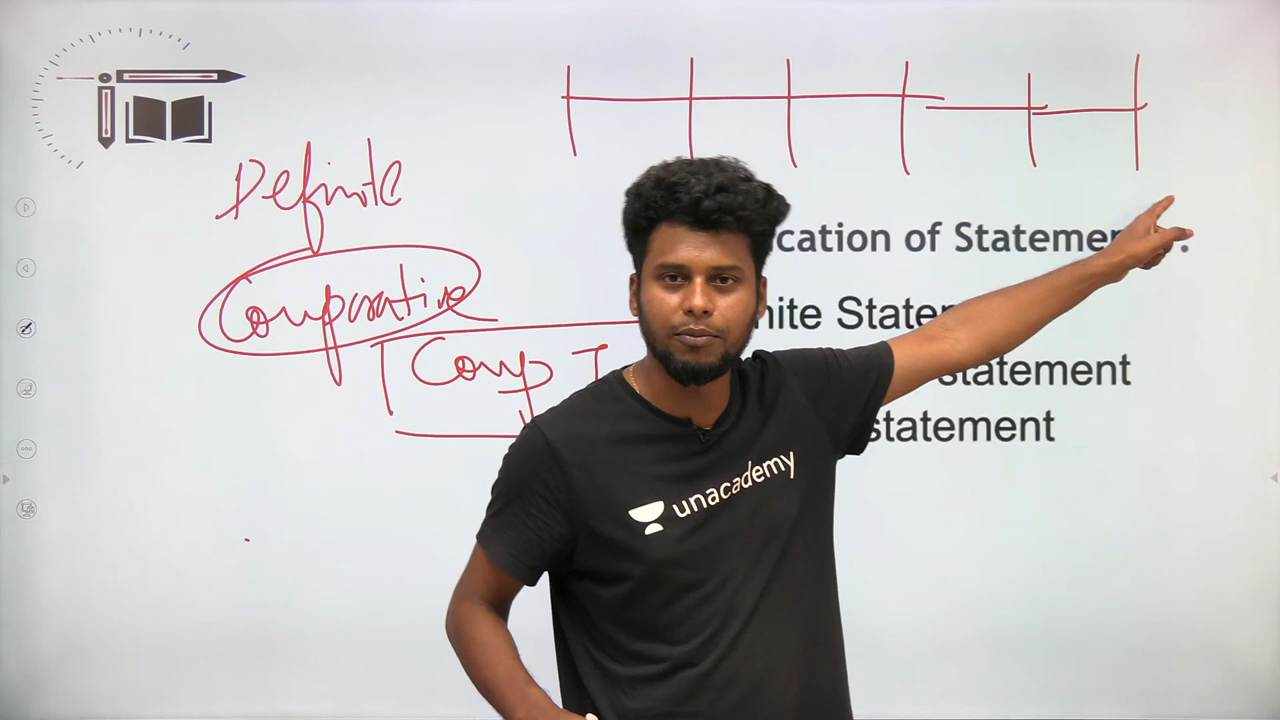 Definite
Comparative
Comp I
cation of Statemen :
nite Staten
statement
statement
unacademy